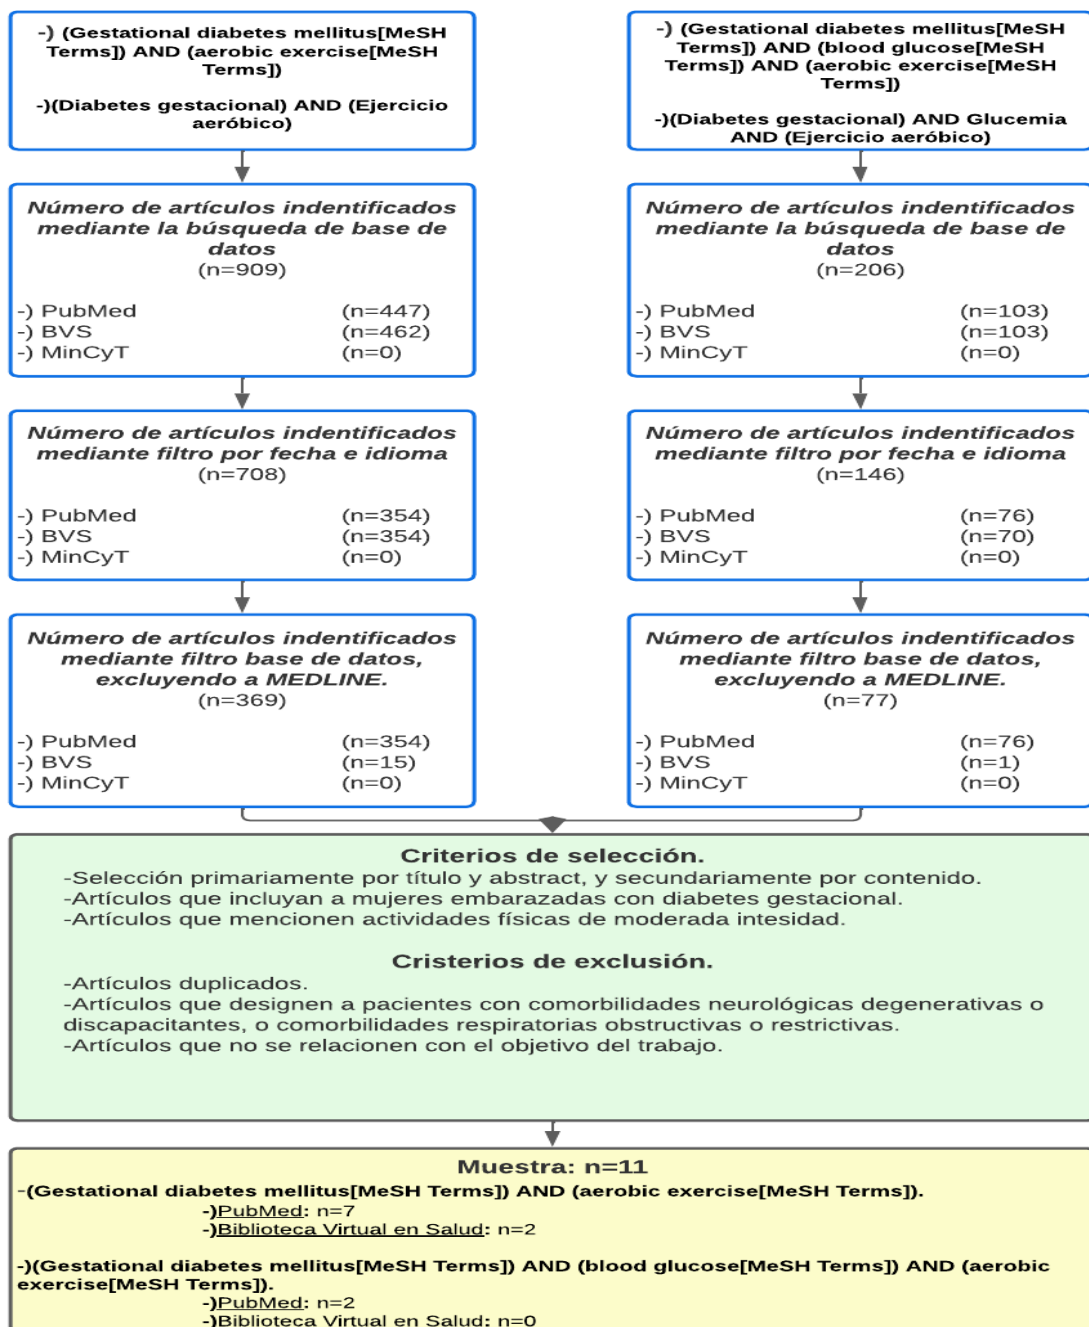 -) (Gestational diabetes mellitus[MeSH
Terms]) AND (aerobic exercise[MeSH
Terms])
-)(Diabetes gestacional) AND (Ejercicio
aeróbico)
-) (Gestational diabetes mellitus[MeSH
Terms]) AND (blood glucose[MeSH
Terms]) AND (aerobic exercise[MeSH
Terms])
-)(Diabetes gestacional) AND Glucemia
AND (Ejercicio aeróbico)
Número de artículos indentificados
mediante la búsqueda de base de
datos
(n=909)
-) PubMed (n=447)
-) BVS (n=462)
-) MinCyT (n=0)
Número de artículos indentificados
mediante la búsqueda de base de
datos
(n=206)
-) PubMed (n=103)
-) BVS (n=103)
-) MinCyT (n=0)
Número de artículos indentificados
mediante filtro por fecha e idioma
(n=708)
-) PubMed (n=354)
-) BVS (n=354)
-) MinCyT (n=0)
Número de artículos indentificados
mediante filtro por fecha e idioma
(n=146)
-) PubMed (n=76)
-) BVS (n=70)
-) MinCyT (n=0)
Número de artículos indentificados
mediante filtro base de datos,
excluyendo a MEDLINE.
(n=369)
-) PubMed (n=354)
-) BVS (n=15)
-) MinCyT (n=0)
Número de artículos indentificados
mediante filtro base de datos,
excluyendo a MEDLINE.
(n=77)
-) PubMed (n=76)
-) BVS (n=1)
-) MinCyT (n=0)
Criterios de selección.
-Selección primariamente por título y abstract, y secundariamente por contenido.
-Artículos que incluyan a mujeres embarazadas con diabetes gestacional.
-Artículos que mencionen actividades físicas de moderada intesidad.
Cristerios de exclusión.
-Artículos duplicados.
-Artículos que designen a pacientes con comorbilidades neurológicas degenerativas o
discapacitantes, o comorbilidades respiratorias obstructivas o restrictivas.
-Artículos que no se relacionen con el objetivo del trabajo.
Muestra: n=11
-(Gestational diabetes mellitus[MeSH Terms]) AND (aerobic exercise[MeSH Terms]).
-)PubMed: n=7
-)Biblioteca Virtual en Salud: n=2
-)(Gestational diabetes mellitus[MeSH Terms]) AND (blood glucose[MeSH Terms]) AND (aerobic
exercise[MeSH Terms]).
-)PubMed: n=2
-)Biblioteca Virtual en Salud: n=0